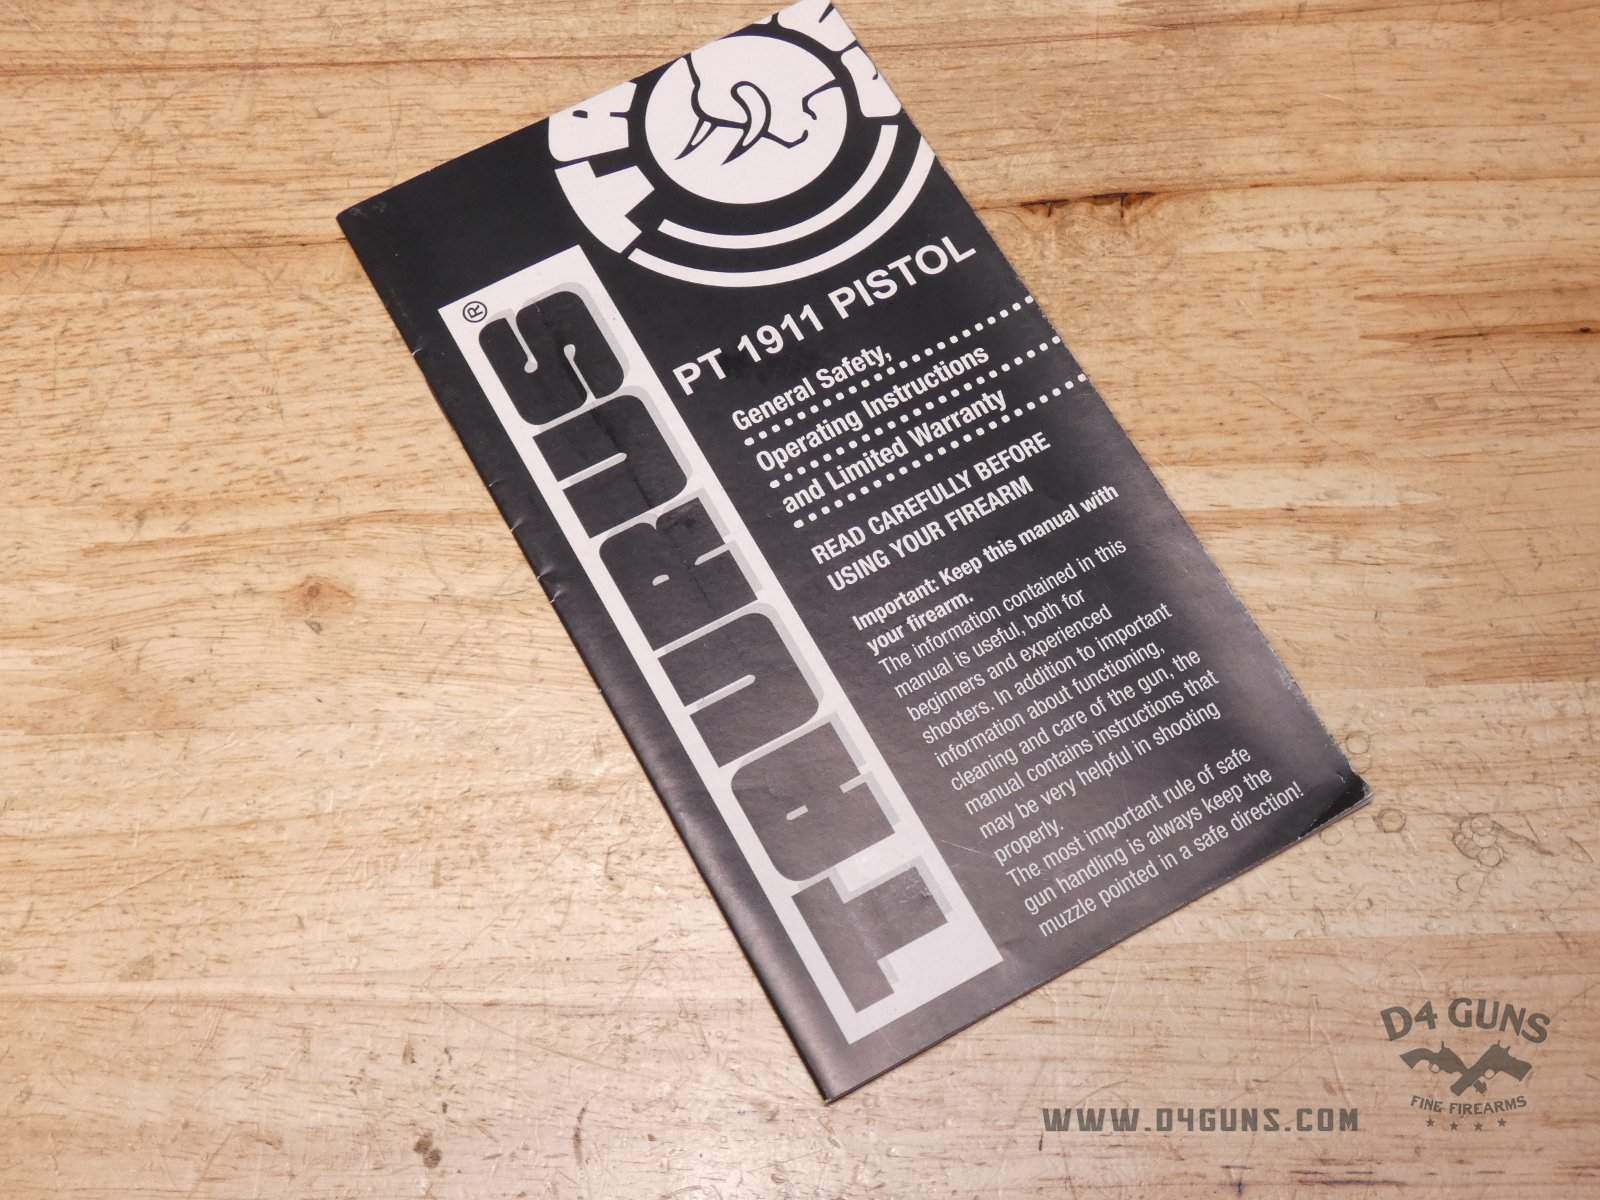 TAURUS
TAURUS®
PT 1911 PISTOL
General Safety,
Operating Instructions
and Limited Warranty
READ CAREFULLY BEFORE
USING YOUR FIREARM
Important: Keep this manual with
your firearm.
The information contained in this
manual is useful, both for
beginners and experienced
shooters. In addition to important
information about functioning,
cleaning and care of the gun, the
manual contains instructions that
may be very helpful in shooting
properly.
The most important rule of safe
gun handling is always keep the
muzzle pointed in a safe direction!
D4 GUNS
FINE FIREARMS
WWW.D4GUNS.COM